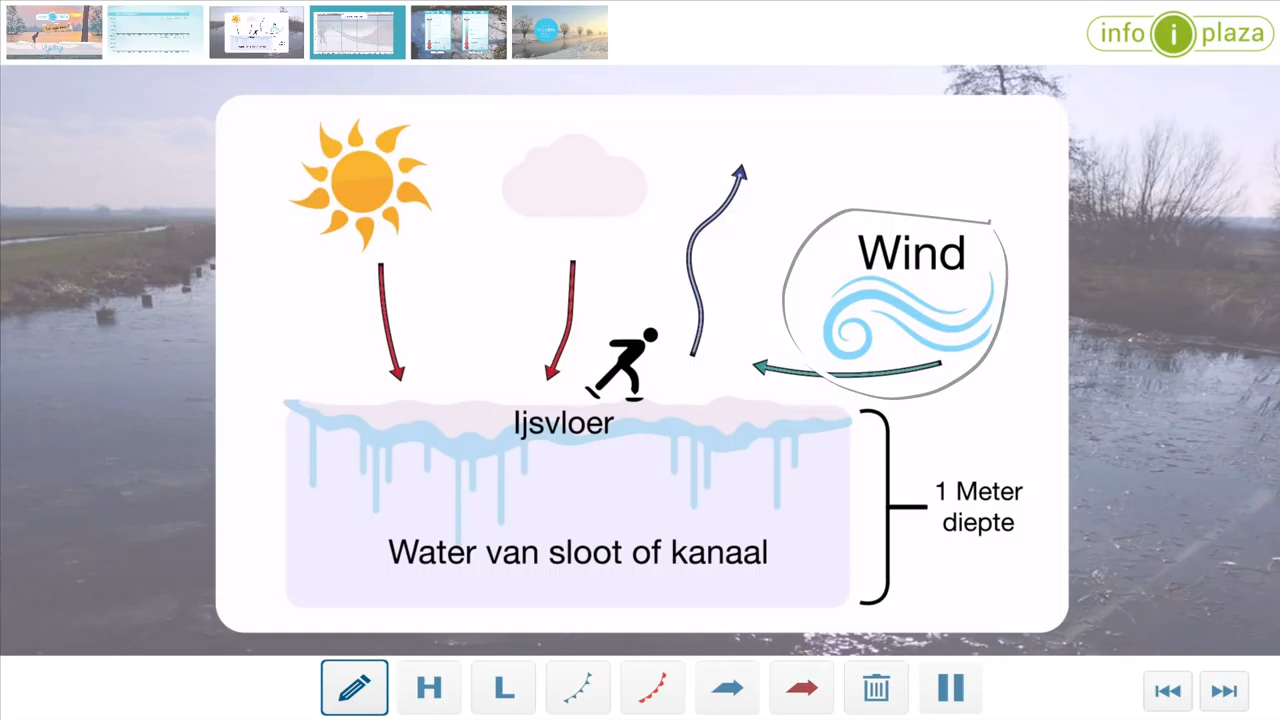 info i plaza
Wind
Ijsvloer
1 Meter
diepte
Water van sloot of kanaal
H
L